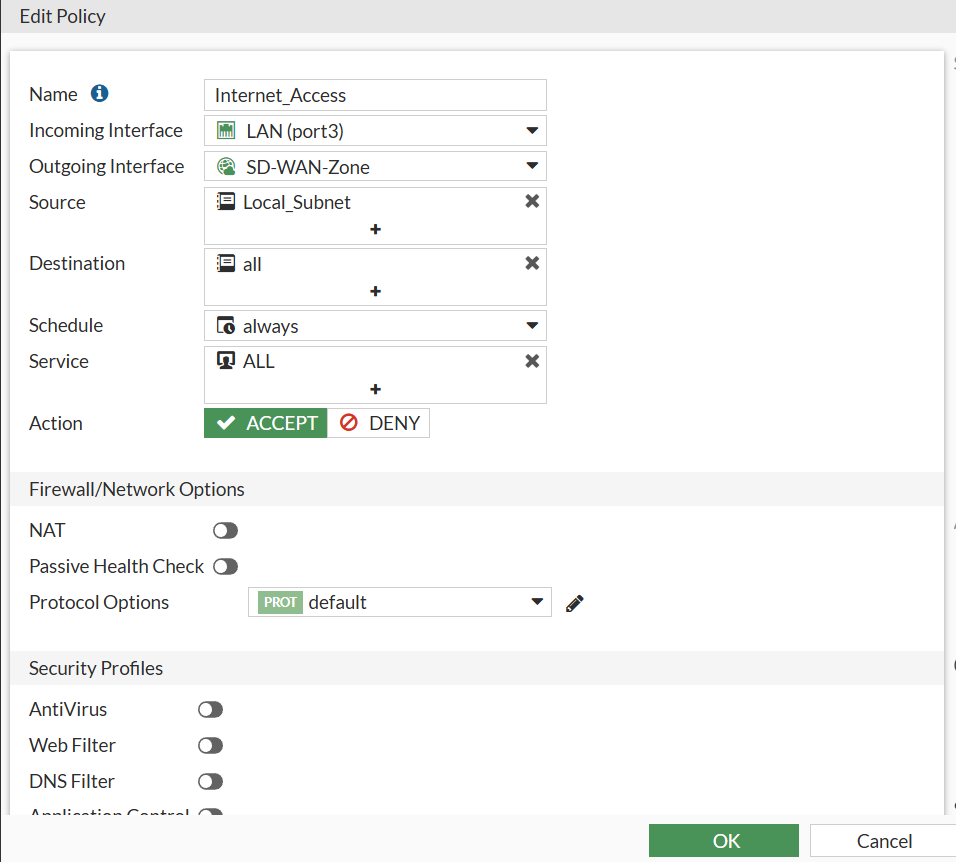 Edit Policy
Name
Internet_Access
Incoming Interface
LAN (port3)
Outgoing Interface
SD-WAN-Zone
Source
Local_Subnet
+
Destination
all
+
Schedule
always
Service
ALL
+
Action
ACCEPT
DENY
Firewall/Network Options
NAT
Passive Health Check
Protocol Options
PROT default
Security Profiles
AntiVirus
Web Filter
DNS Filter
Application Control
OK
Cancel